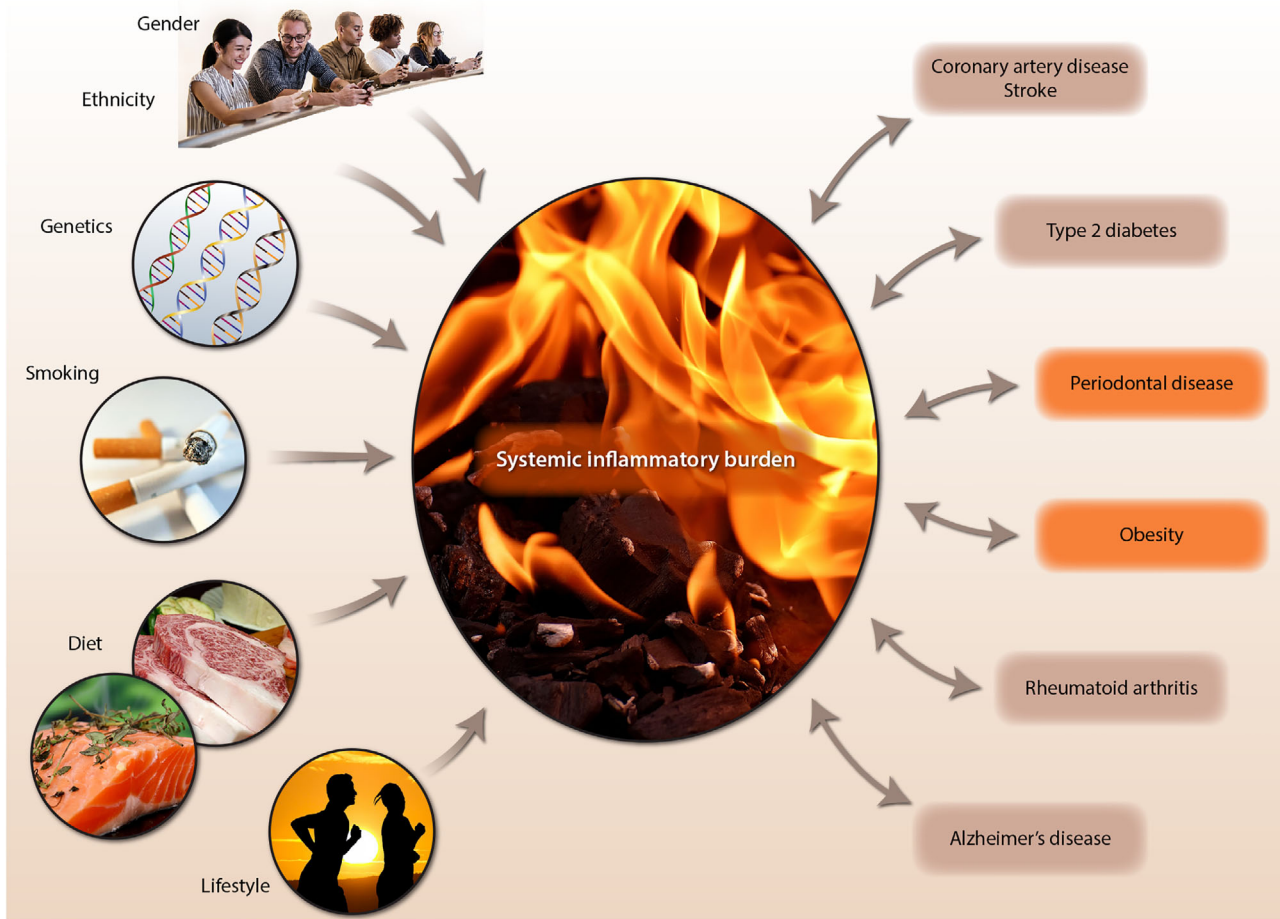 Gender
Ethnicity
Genetics
Smoking
Diet
Lifestyle
Systemic inflammatory burden
Coronary artery disease
Stroke
Type 2 diabetes
Periodontal disease
Obesity
Rheumatoid arthritis
Alzheimer’s disease